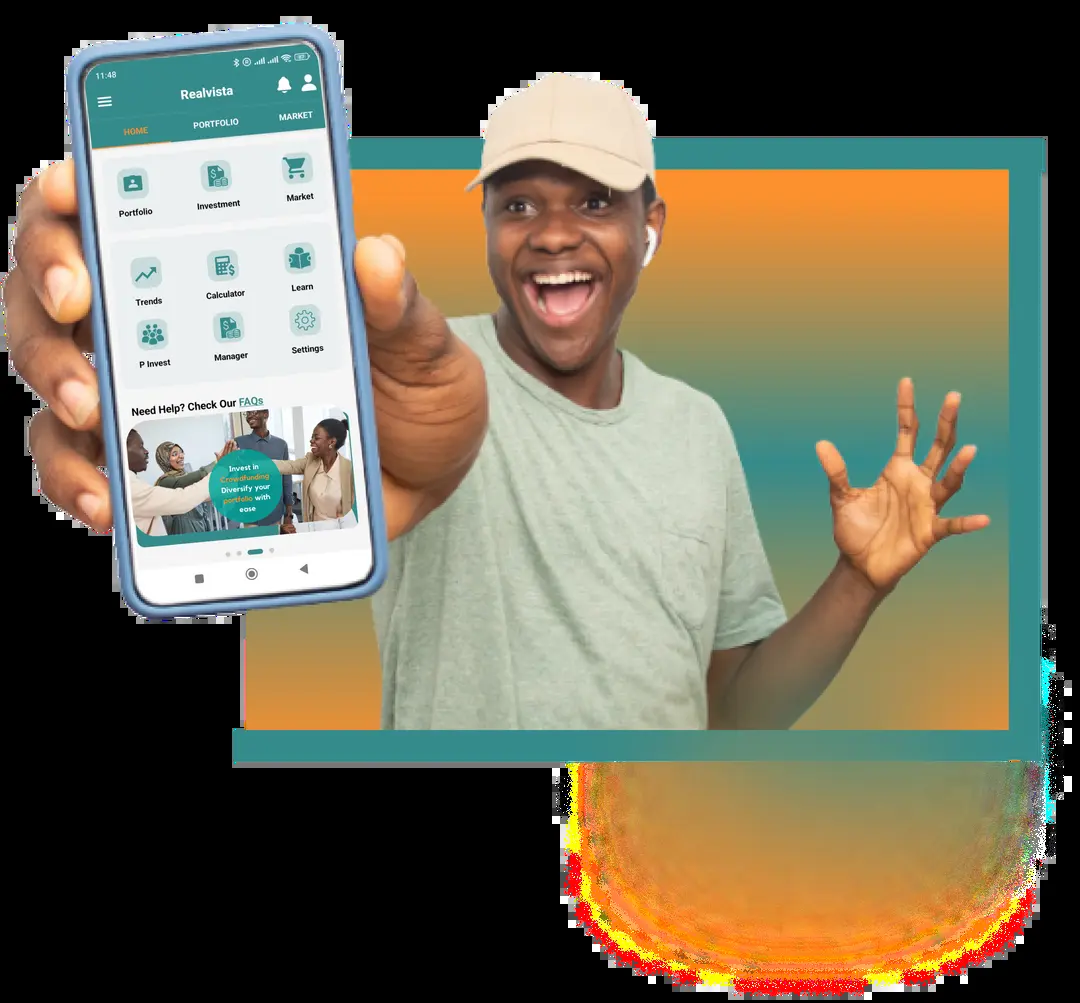 11:48
Realvista
HOME PORTFOLIO MARKET
Portfolio Investment Market
Trends Calculator Learn
P Invest Manager Settings
Need Help? Check Our FAQs
Invest in
Crowdfunding
Diversify your
portfolio with
ease